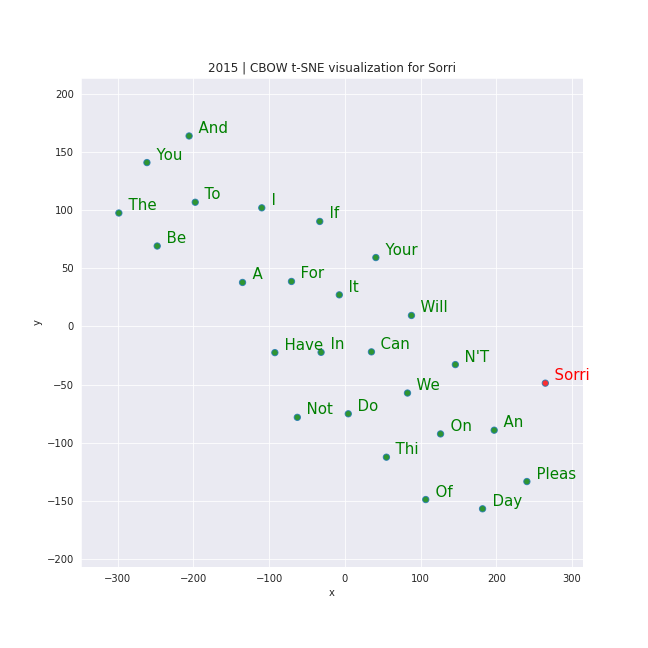 2015 | CBOW t-SNE visualization for Sorri
200
150
100
50
0
−50
−100
−150
−200
y
And
You
To
I
The
If
Be
Your
A
For
It
Will
Have
In
Can
N'T
Sorri
We
Not
Do
On
An
Thi
Pleas
Of
Day
−300
−200
−100
0
100
200
300
x